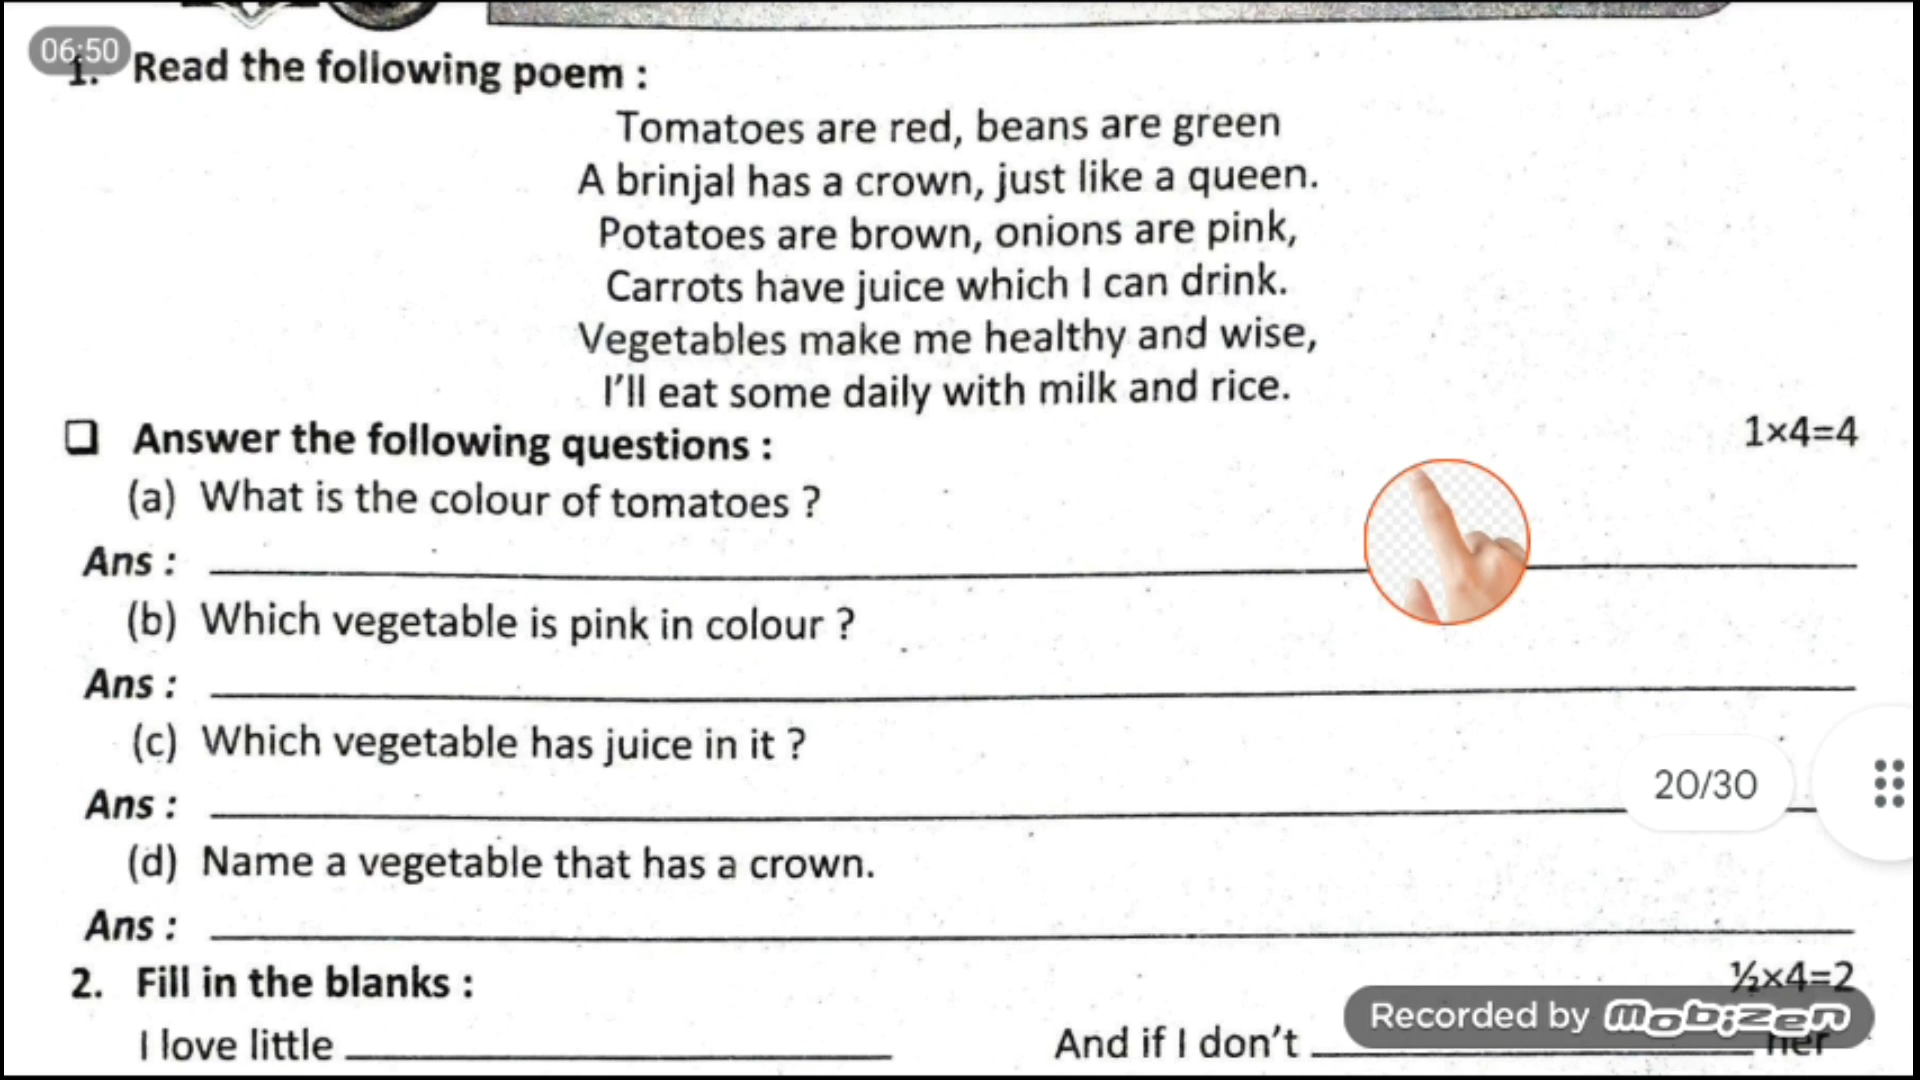 06:50
1. Read the following poem :
Tomatoes are red, beans are green
A brinjal has a crown, just like a queen.
Potatoes are brown, onions are pink,
Carrots have juice which I can drink.
Vegetables make me healthy and wise,
I'll eat some daily with milk and rice.
❑ Answer the following questions : 1×4=4
(a) What is the colour of tomatoes ?
Ans : 
(b) Which vegetable is pink in colour ?
Ans : 
(c) Which vegetable has juice in it ?
20/30
Ans : 
(d) Name a vegetable that has a crown.
Ans : 
2. Fill in the blanks : ½×4=2
Recorded by mobizen
I love little ____________ And if I don't ____________ her